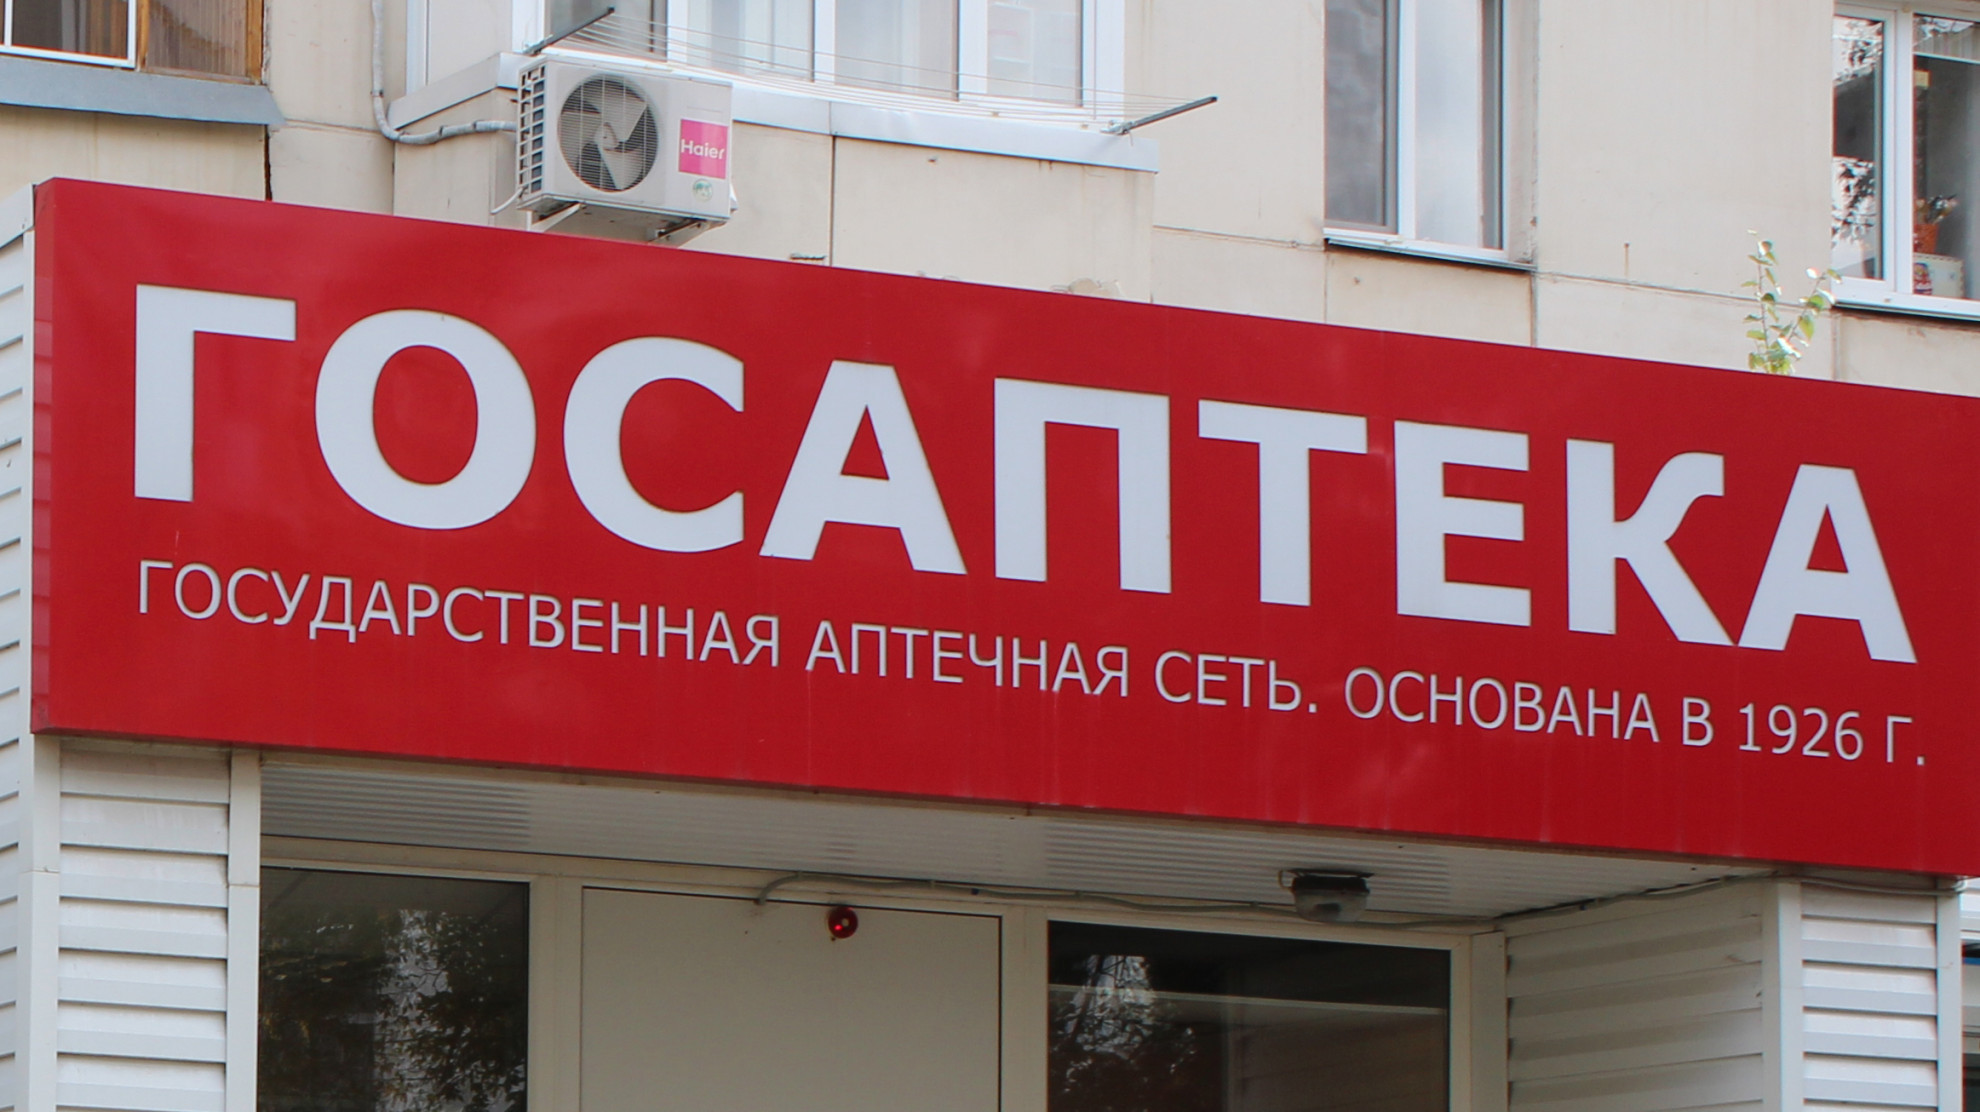 Haier
ГОСАПТЕКА
ГОСУДАРСТВЕННАЯ АПТЕЧНАЯ СЕТЬ. ОСНОВАНА В 1926 Г.